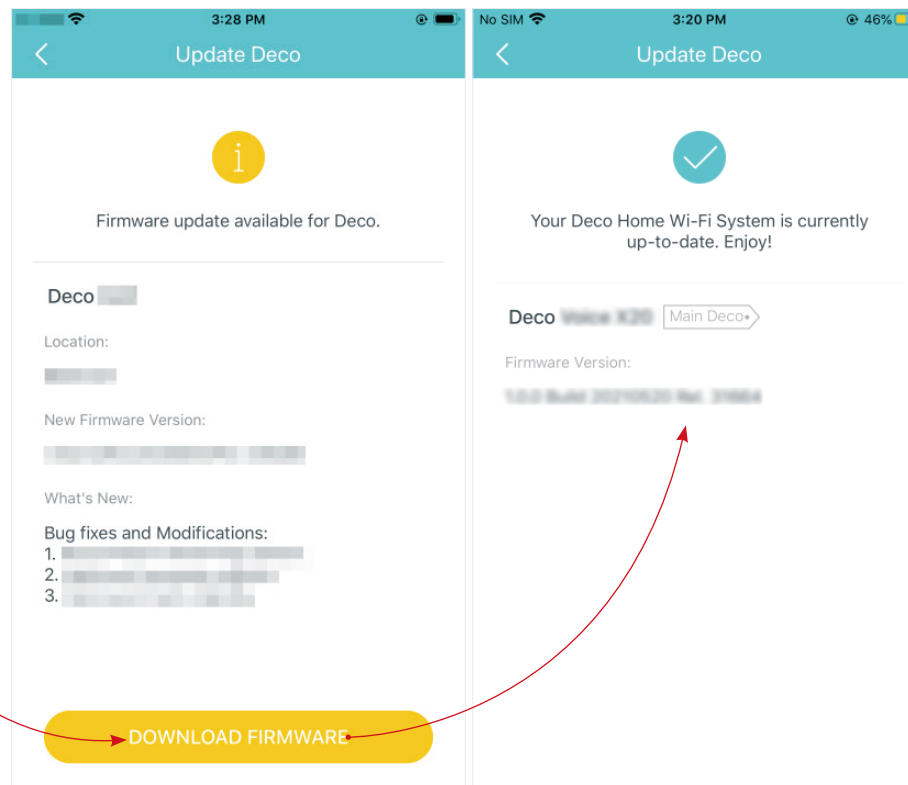 3:28 PM
Update Deco
Firmware update available for Deco.
Deco
Location:
New Firmware Version:
What's New:
Bug fixes and Modifications:
1.
2.
3.
DOWNLOAD FIRMWARE
No SIM
3:20 PM
46%
Update Deco
Your Deco Home Wi-Fi System is currently
up-to-date. Enjoy!
Deco Voice X20 Main Deco
Firmware Version: